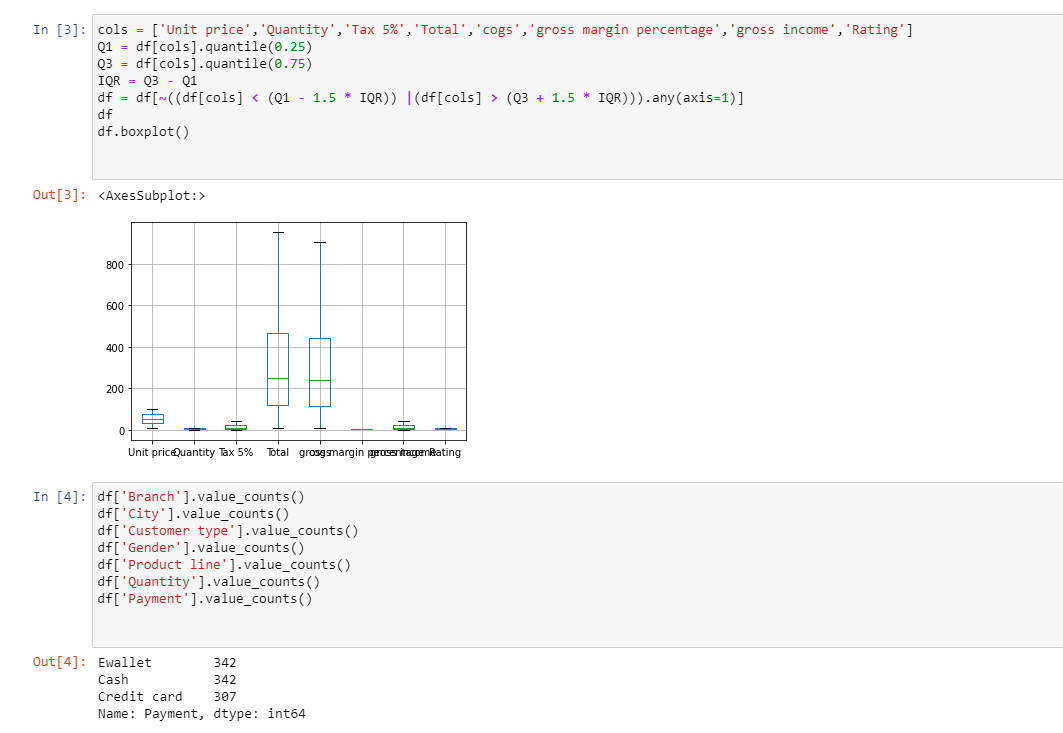 In [3]: cols = ['Unit price','Quantity','Tax 5%','Total','cogs','gross margin percentage','gross income','Rating']
Q1 = df[cols].quantile(0.25)
Q3 = df[cols].quantile(0.75)
IQR = Q3 - Q1
df = df[~((df[cols] < (Q1 - 1.5 * IQR)) |(df[cols] > (Q3 + 1.5 * IQR))).any(axis=1)]
df
df.boxplot()
Out[3]: <AxesSubplot:>
800
600
400
200
0
Unit price Quantity Tax 5% Total cogs gross margin percentage gross income Rating
In [4]: df['Branch'].value_counts()
df['City'].value_counts()
df['Customer type'].value_counts()
df['Gender'].value_counts()
df['Product line'].value_counts()
df['Quantity'].value_counts()
df['Payment'].value_counts()
Out[4]: Ewallet 342
Cash 342
Credit card 307
Name: Payment, dtype: int64